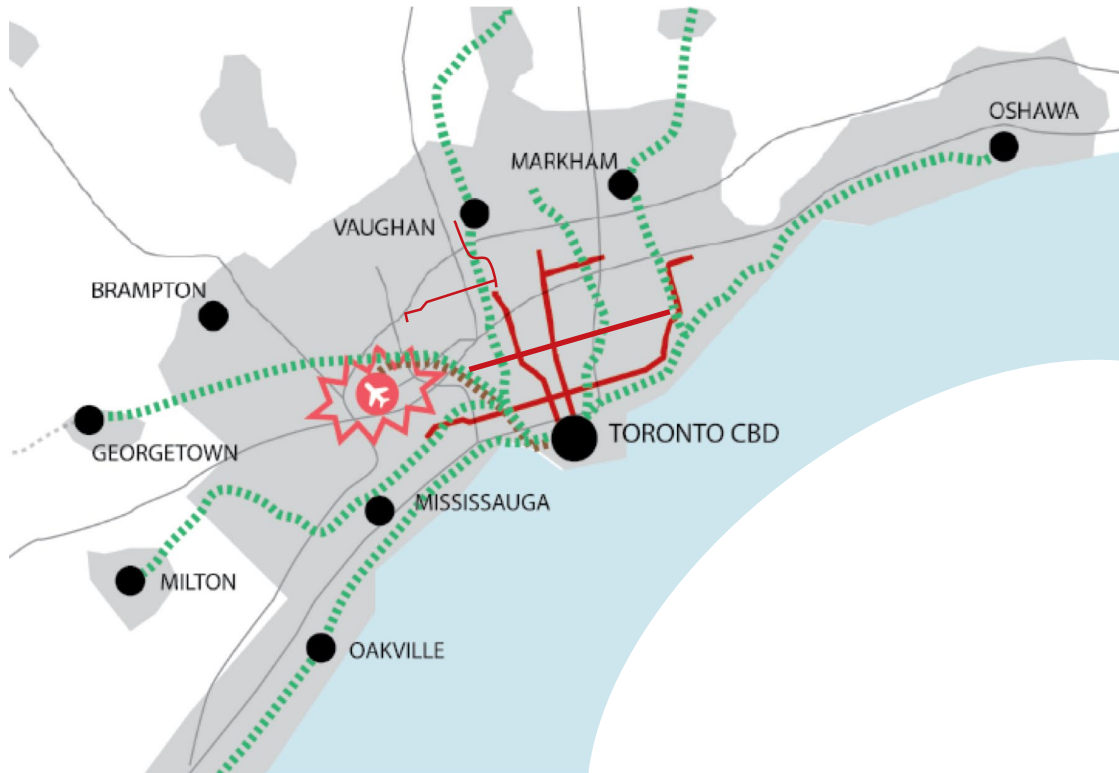 OSHAWA
MARKHAM
VAUGHAN
BRAMPTON
TORONTO CBD
GEORGETOWN
MISSISSAUGA
MILTON
OAKVILLE